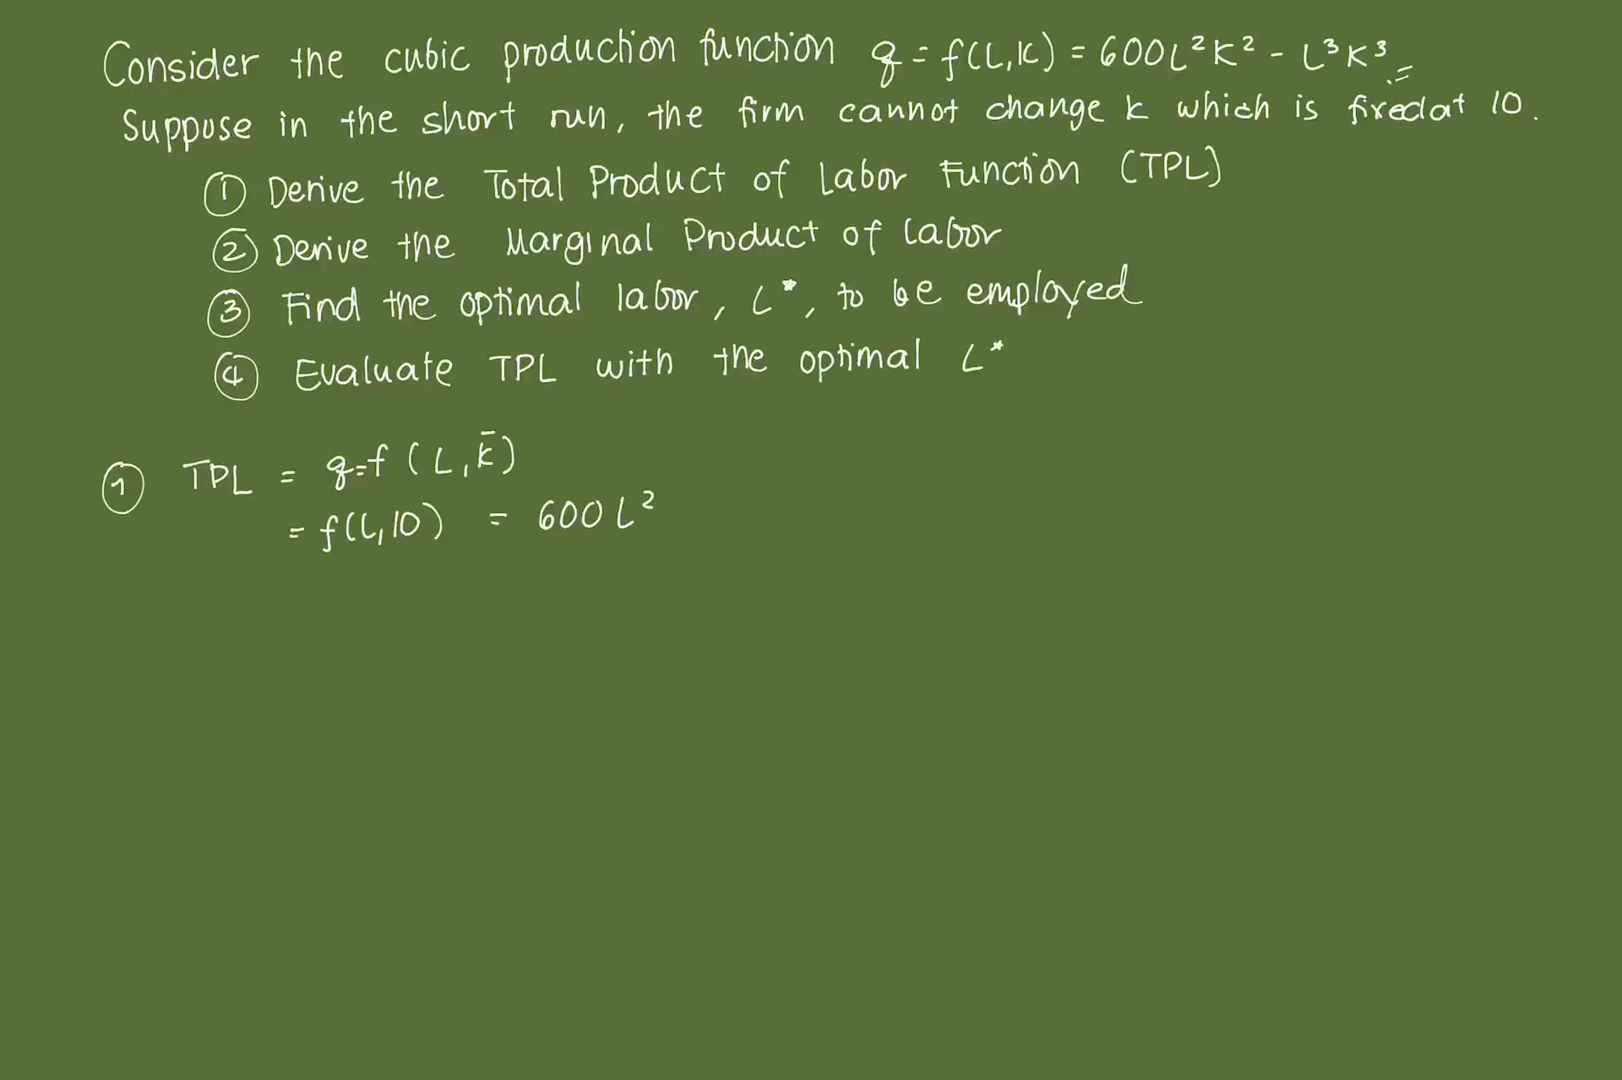 Consider the cubic production function q = f(L,K) = 600L²K² - L³K³
Suppose in the short run, the firm cannot change k which is fixed at 10.
① Derive the Total Product of Labor Function (TPL)
② Derive the Marginal Product of Labor
③ Find the optimal labor, L*, to be employed
④ Evaluate TPL with the optimal L*
① TPL = q=f (L, k̄)
= f(L,10) = 600L²